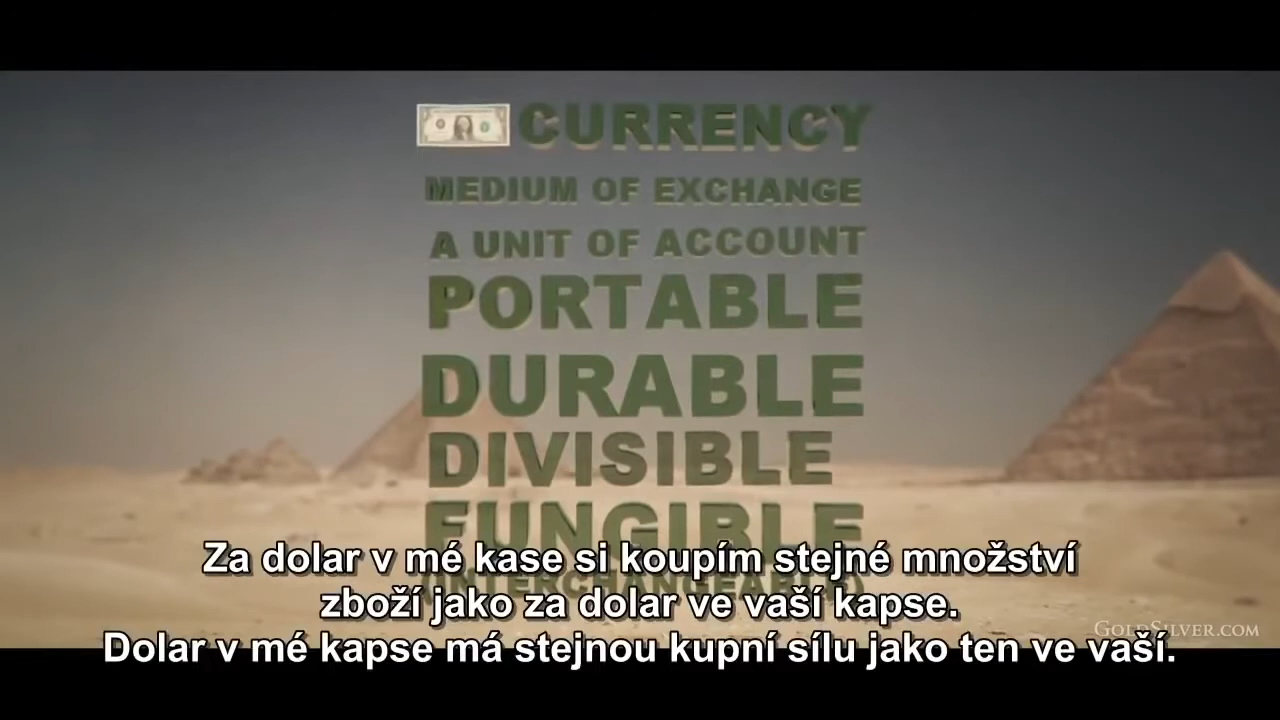 CURRENCY
MEDIUM OF EXCHANGE
A UNIT OF ACCOUNT
PORTABLE
DURABLE
DIVISIBLE
FUNGIBLE
(INTERCHANGEABLE)
Za dolar v mé kase si koupím stejné množství
zboží jako za dolar ve vaší kapse.
Dolar v mé kapse má stejnou kupní sílu jako ten ve vaší.
GOLDSILVER.COM